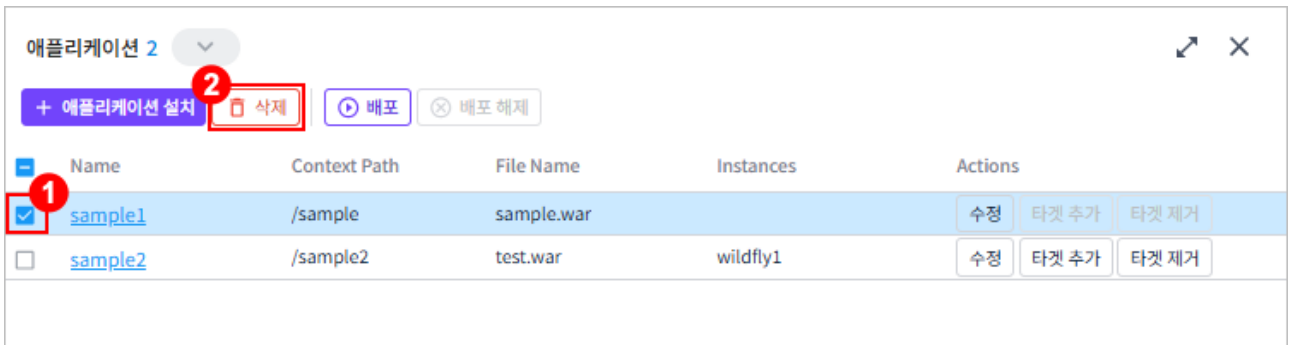 애플리케이션 2
2
+ 애플리케이션 설치 삭제 배포 배포 해제
Name Context Path File Name Instances Actions
1
sample1 /sample sample.war 수정 타겟 추가 타겟 제거
sample2 /sample2 test.war wildfly1 수정 타겟 추가 타겟 제거